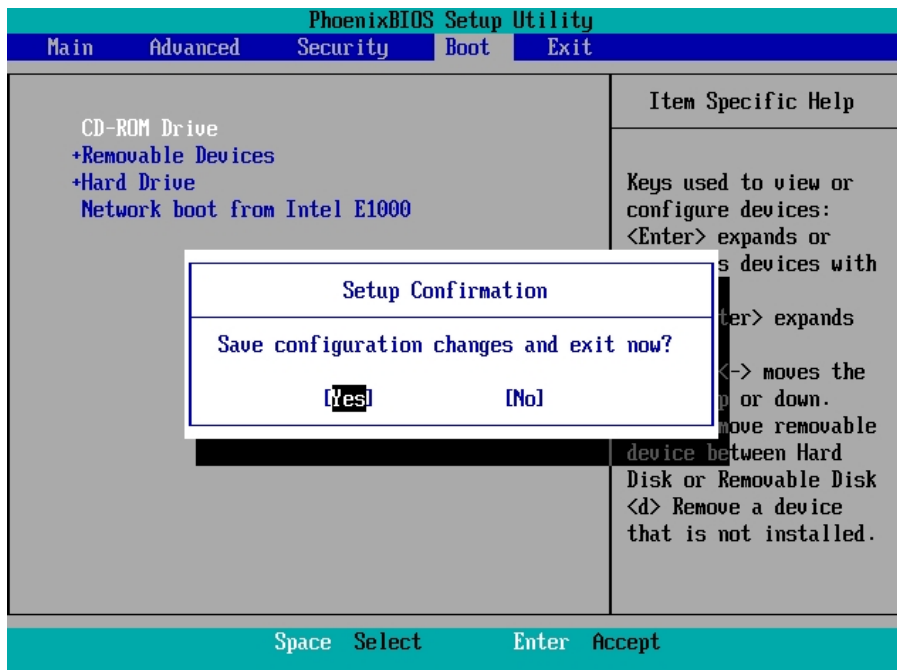 PhoenixBIOS Setup Utility
Main Advanced Security Boot Exit
CD-ROM Drive
+Removable Devices
+Hard Drive
Network boot from Intel E1000
Setup Confirmation
Save configuration changes and exit now?
[Yes] [No]
Item Specific Help
Keys used to view or
configure devices:
<Enter> expands or
devices with
expands
<-> moves the
or down.
move removable
device between Hard
Disk or Removable Disk
<d> Remove a device
that is not installed.
Space Select Enter Accept